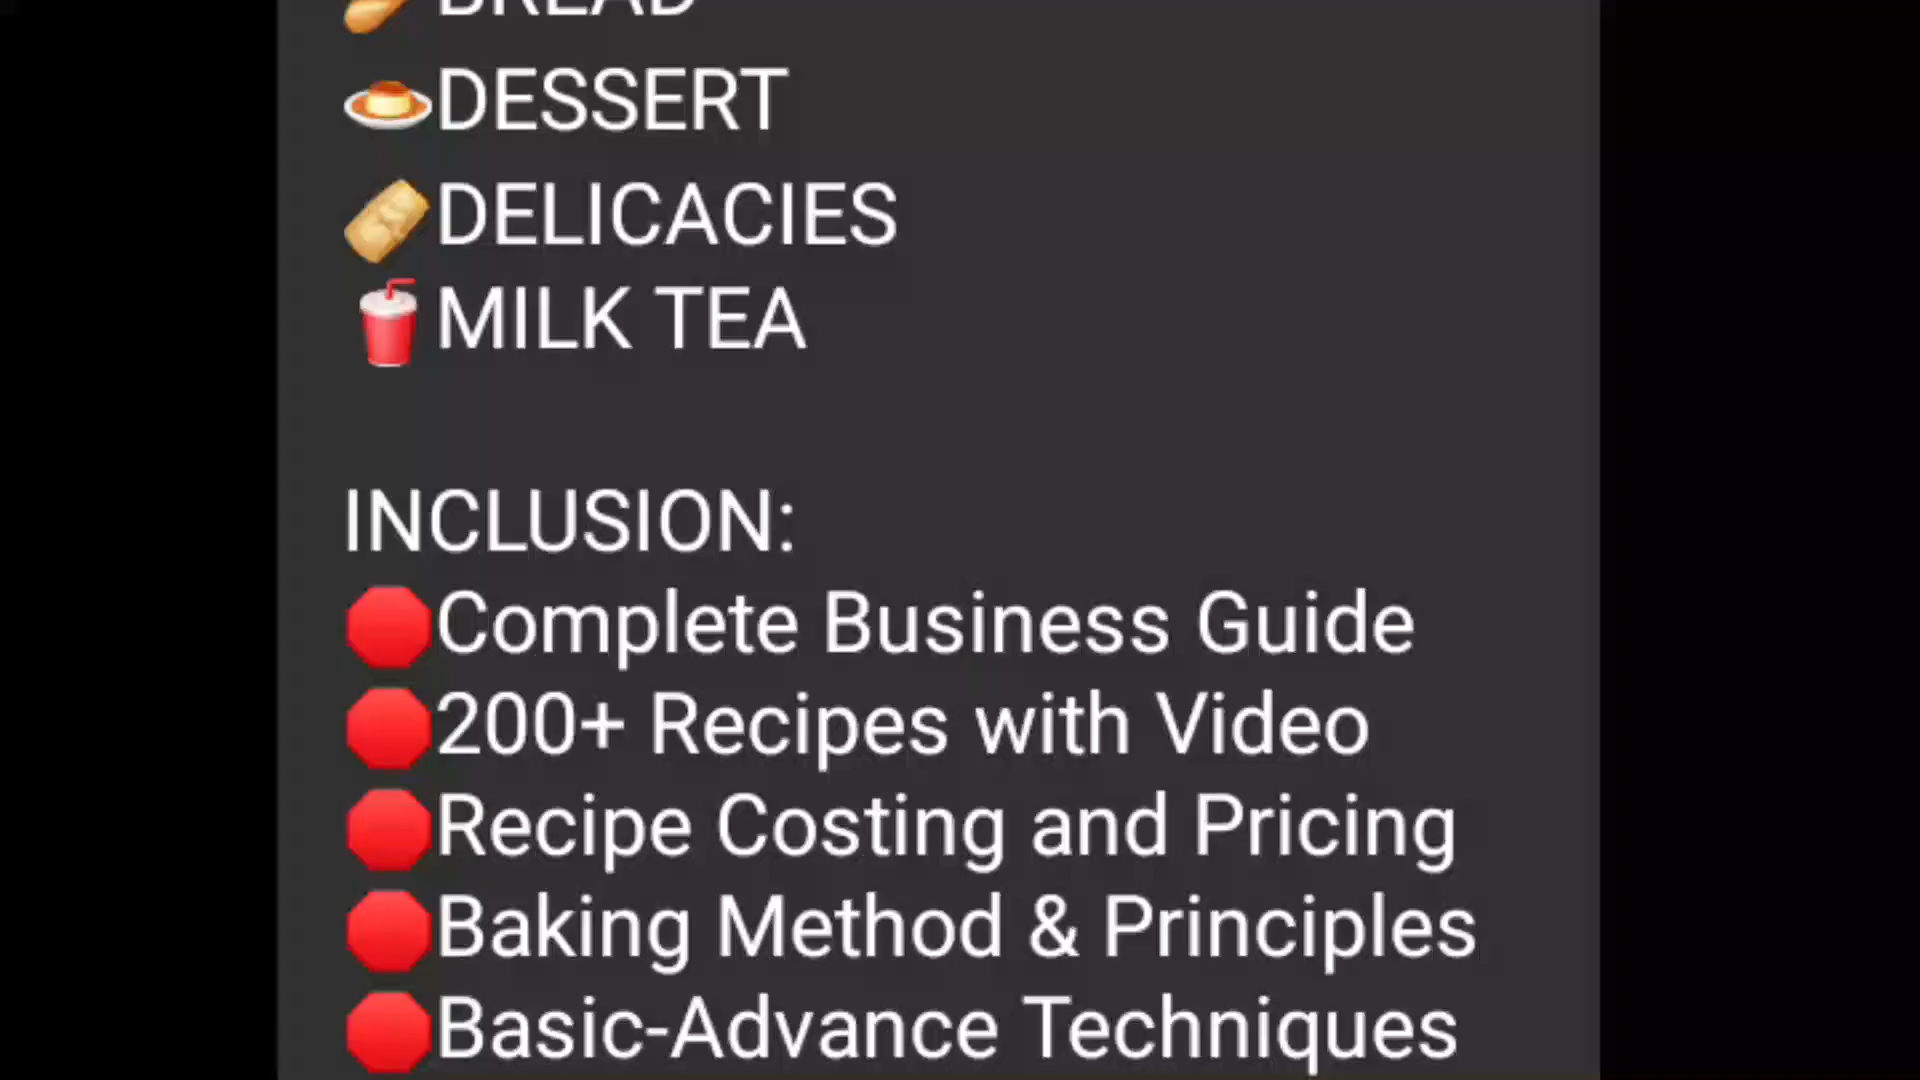 🥖BREAD
🍮DESSERT
🫔DELICACIES
🥤MILK TEA
INCLUSION:
🛑Complete Business Guide
🛑200+ Recipes with Video
🛑Recipe Costing and Pricing
🛑Baking Method & Principles
🛑Basic-Advance Techniques